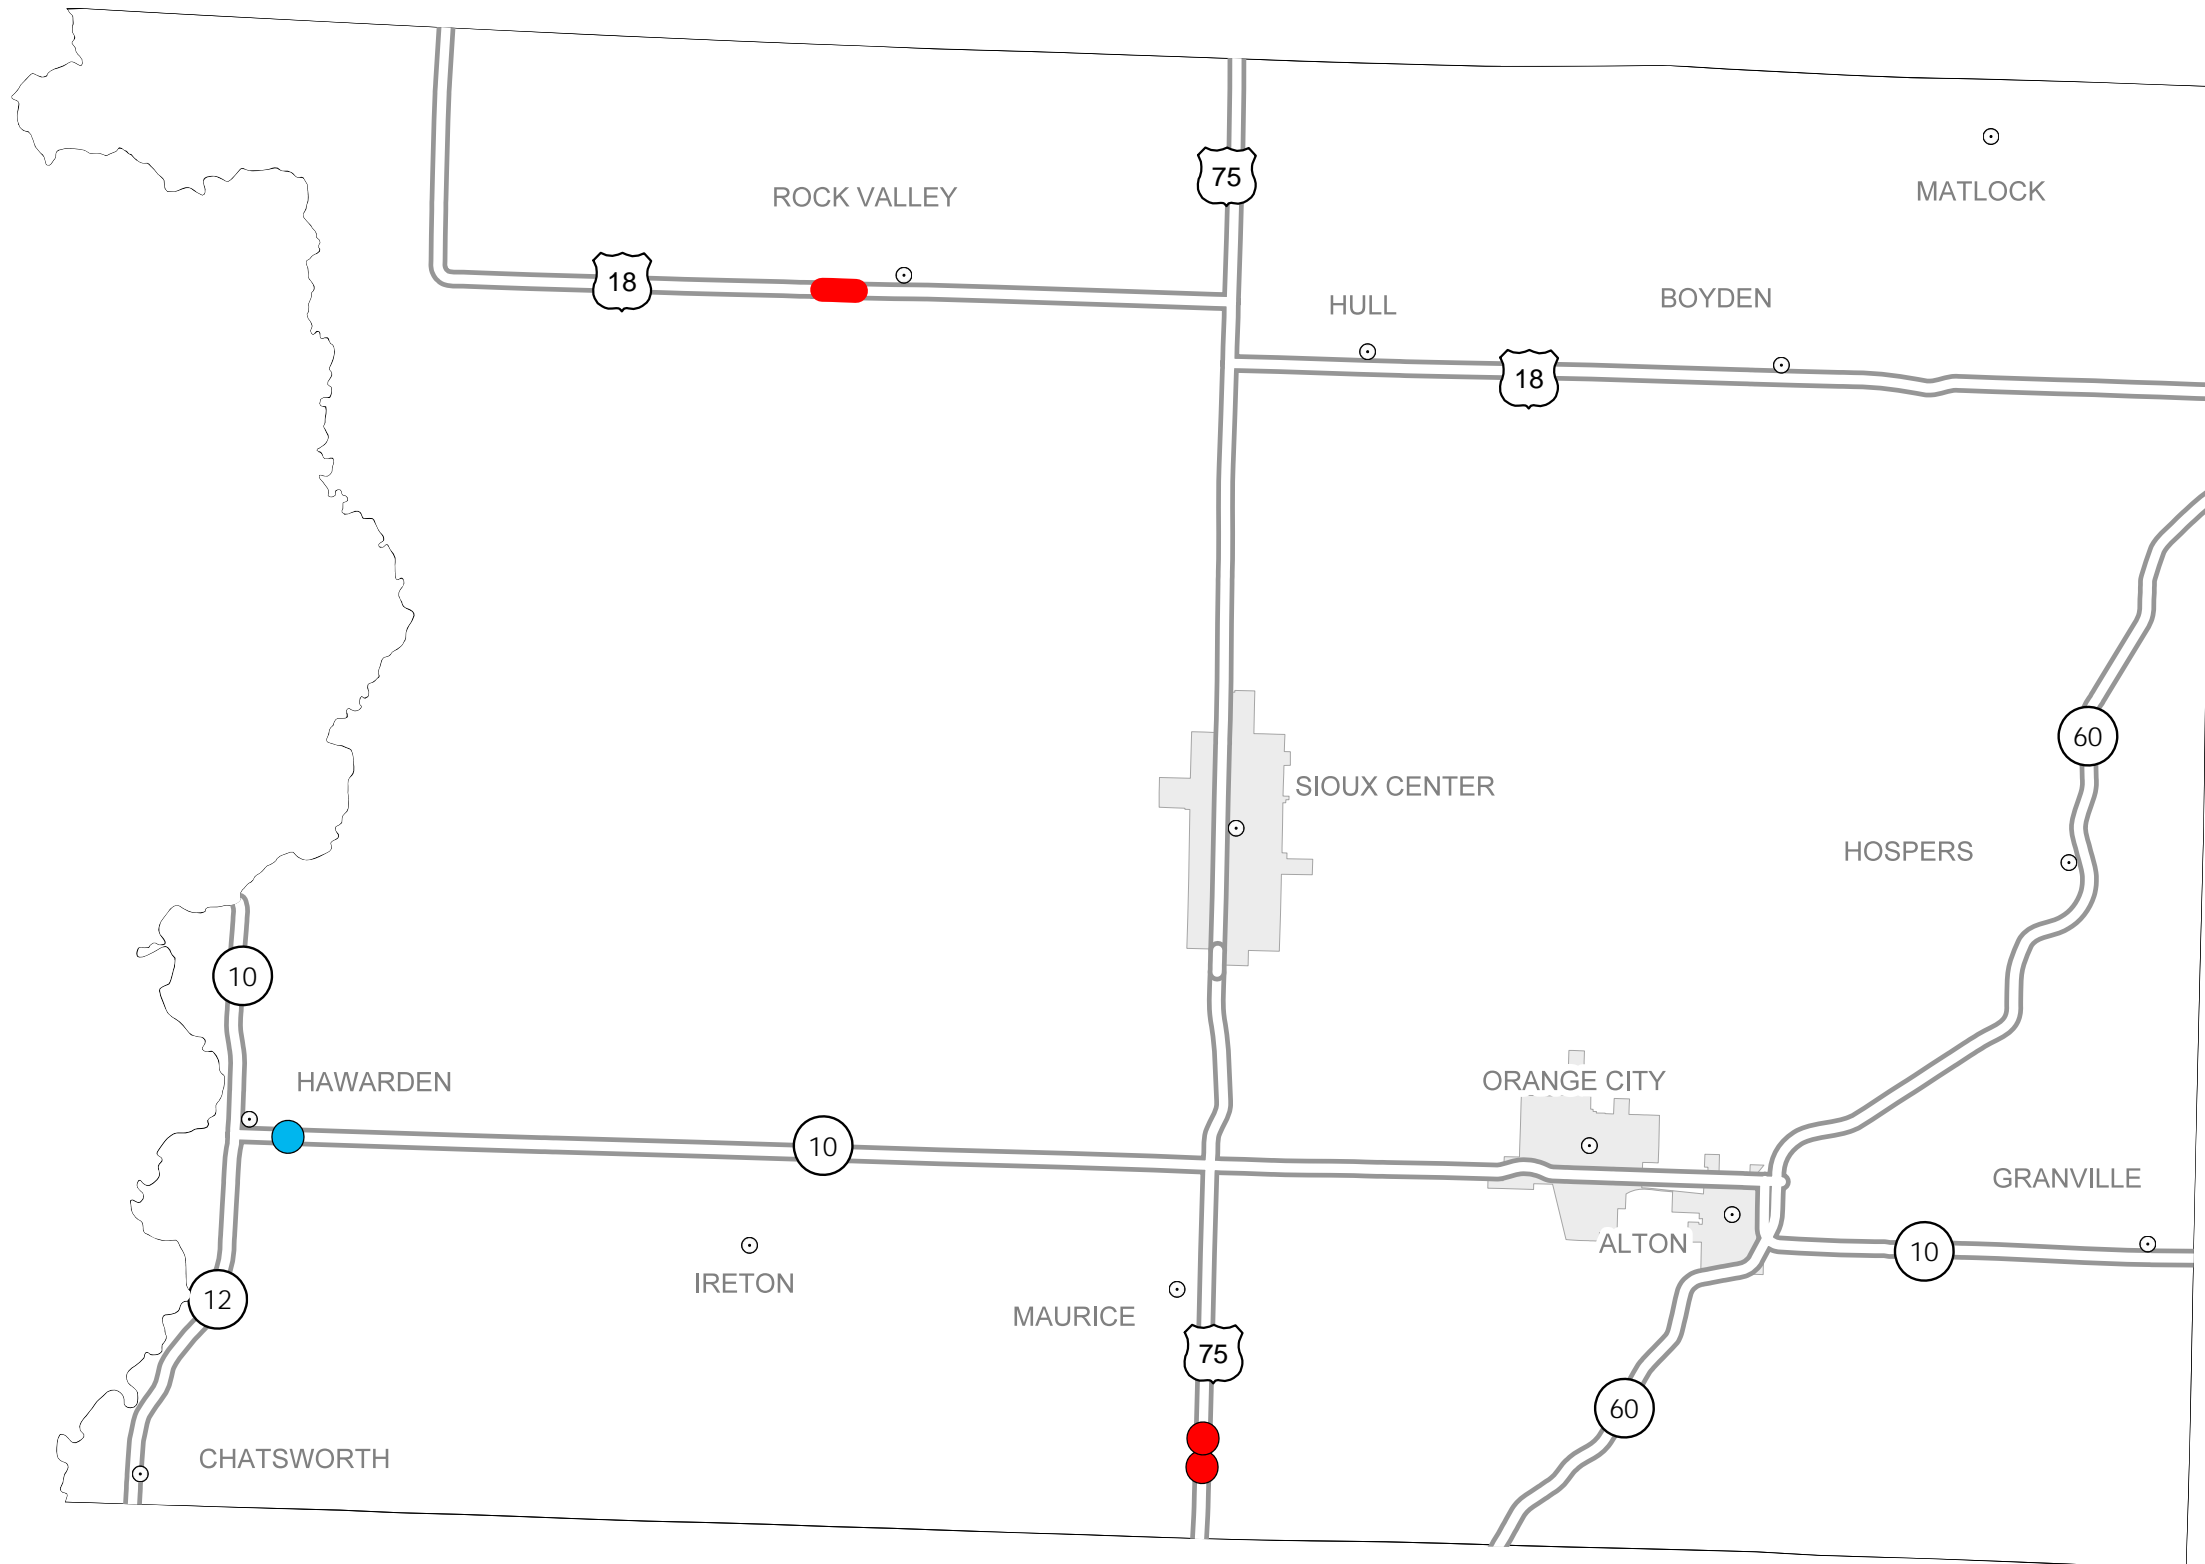 75
ROCK VALLEY
MATLOCK
18
HULL
BOYDEN
18
60
SIOUX CENTER
HOSPERS
10
HAWARDEN
ORANGE CITY
10
GRANVILLE
ALTON
10
IRETON
12
MAURICE
75
60
CHATSWORTH